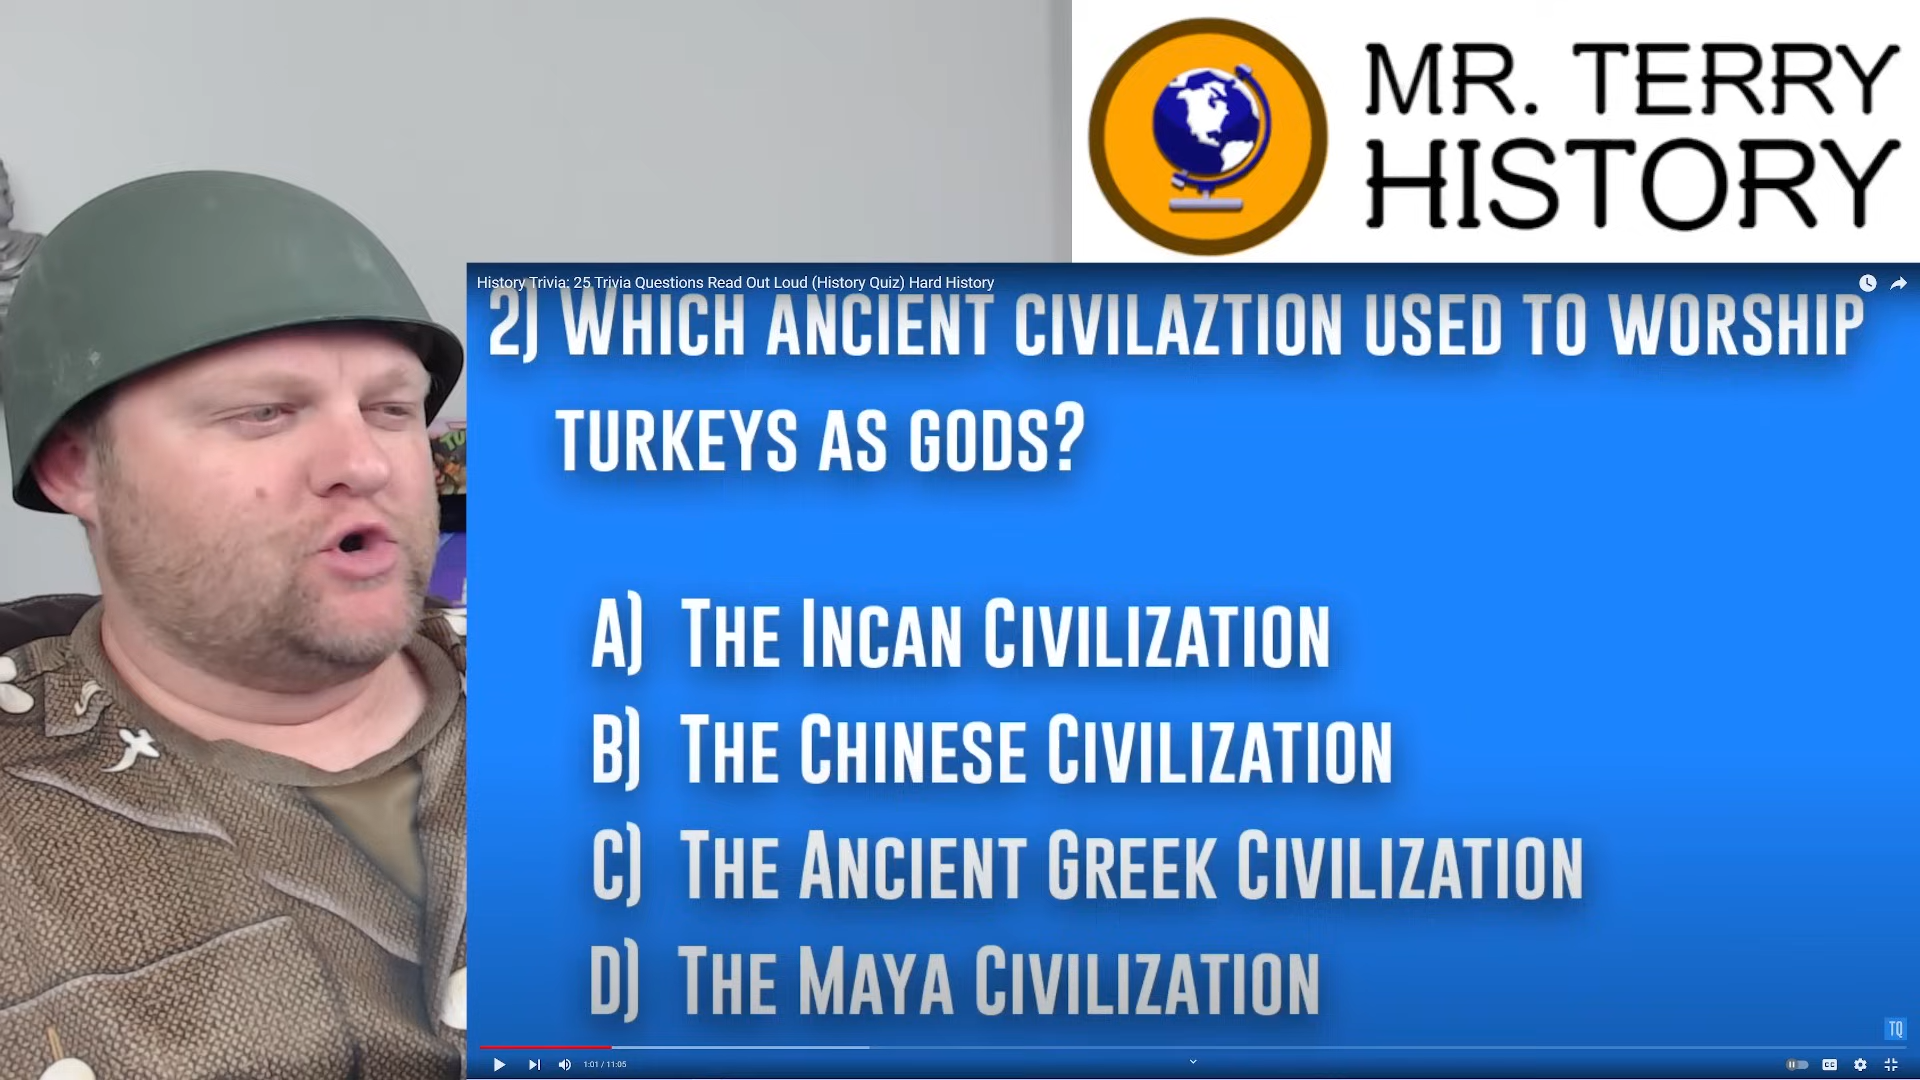 MR. TERRY
HISTORY
History Trivia: 25 Trivia Questions Read Out Loud (History Quiz) Hard History
2) WHICH ANCIENT CIVILAZTION USED TO WORSHIP
TURKEYS AS GODS?
A) THE INCAN CIVILIZATION
B) THE CHINESE CIVILIZATION
C) THE ANCIENT GREEK CIVILIZATION
D) THE MAYA CIVILIZATION
TQ
1:01 / 11:05
CC